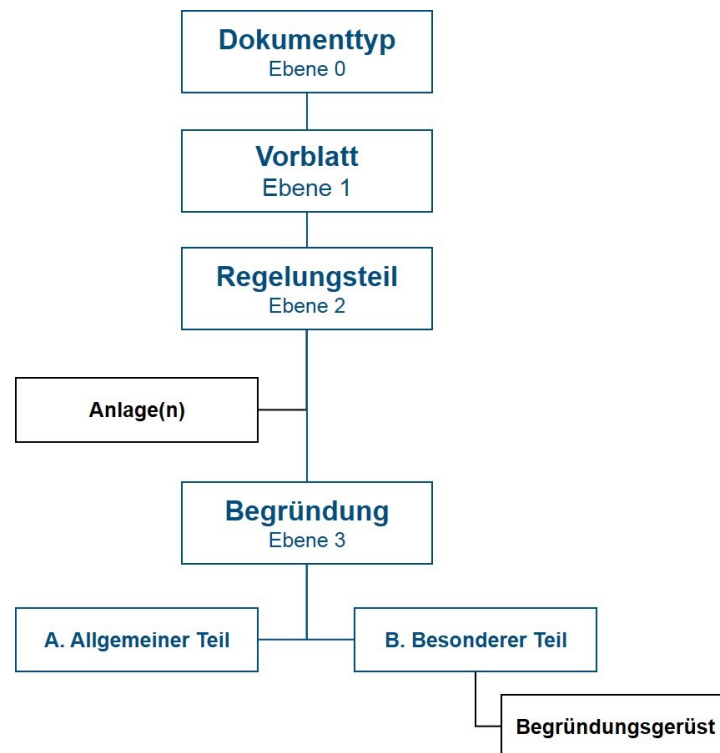 Dokumenttyp
Ebene 0
Vorblatt
Ebene 1
Regelungsteil
Ebene 2
Anlage(n)
Begründung
Ebene 3
A. Allgemeiner Teil
B. Besonderer Teil
Begründungsgerüst